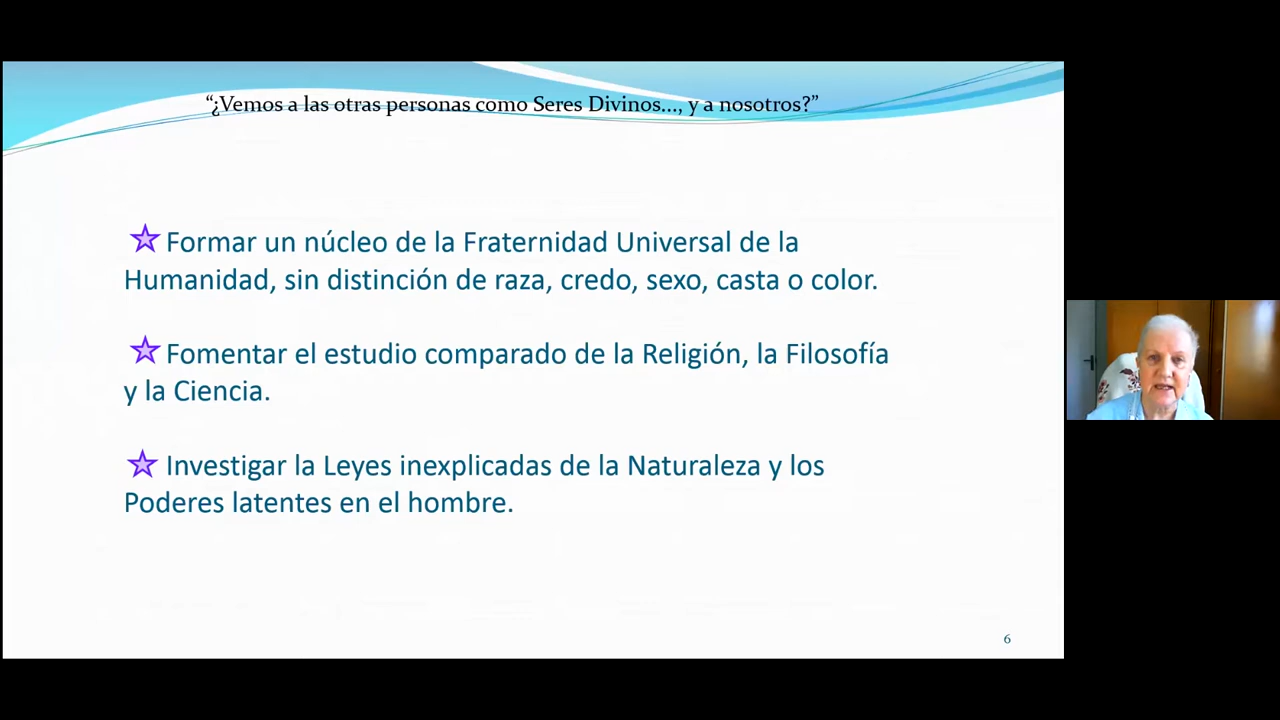 “¿Vemos a las otras personas como Seres Divinos..., y a nosotros?”
Formar un núcleo de la Fraternidad Universal de la
Humanidad, sin distinción de raza, credo, sexo, casta o color.
Fomentar el estudio comparado de la Religión, la Filosofía
y la Ciencia.
Investigar la Leyes inexplicadas de la Naturaleza y los
Poderes latentes en el hombre.
6